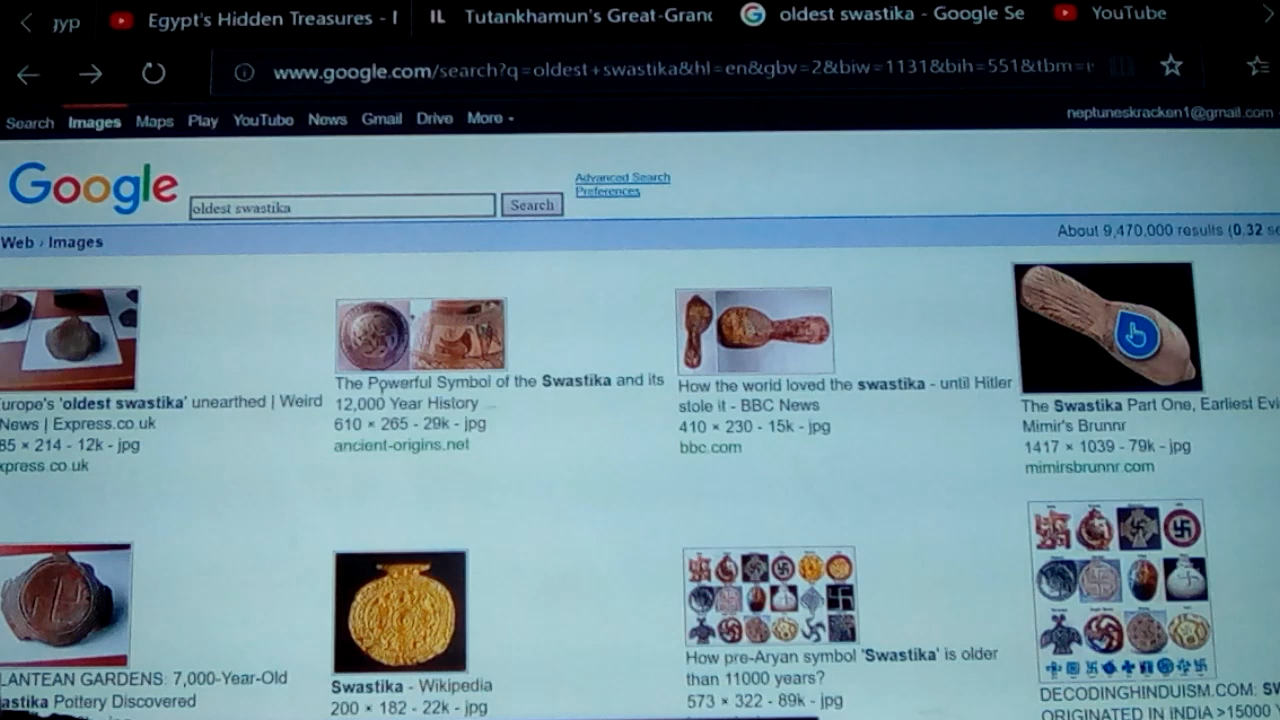 Egypt's Hidden Treasures -
IL Tutankhamun's Great-Grand
oldest swastika - Google Se
YouTube
www.google.com/search?q=oldest+swastika&hl=en&gbv=2&biw=1131&bih=551&tbm=
Search Images Maps Play YouTube News Gmail Drive More
neptuneskracken1@gmail.com
Google
oldest swastika
Search
Advanced Search
Preferences
Web › Images
About 9,470,000 results (0.32 se
urope's 'oldest swastika' unearthed | Weird
News | Express.co.uk
85 × 214 - 12k - jpg
xpress.co.uk
The Powerful Symbol of the Swastika and its
12,000 Year History
610 × 265 - 29k - jpg
ancient-origins.net
How the world loved the swastika - until Hitler
stole it - BBC News
410 × 230 - 15k - jpg
bbc.com
The Swastika Part One, Earliest Evi
Mimir's Brunnr
1417 × 1039 - 79k - jpg
mimirsbrunnr.com
LANTEAN GARDENS: 7,000-Year-Old
astika Pottery Discovered
Swastika - Wikipedia
200 × 182 - 22k - jpg
How pre-Aryan symbol 'Swastika' is older
than 11000 years?
573 × 322 - 89k - jpg
DECODINGHINDUISM.COM: SW
ORIGINATED IN INDIA >15000 Y